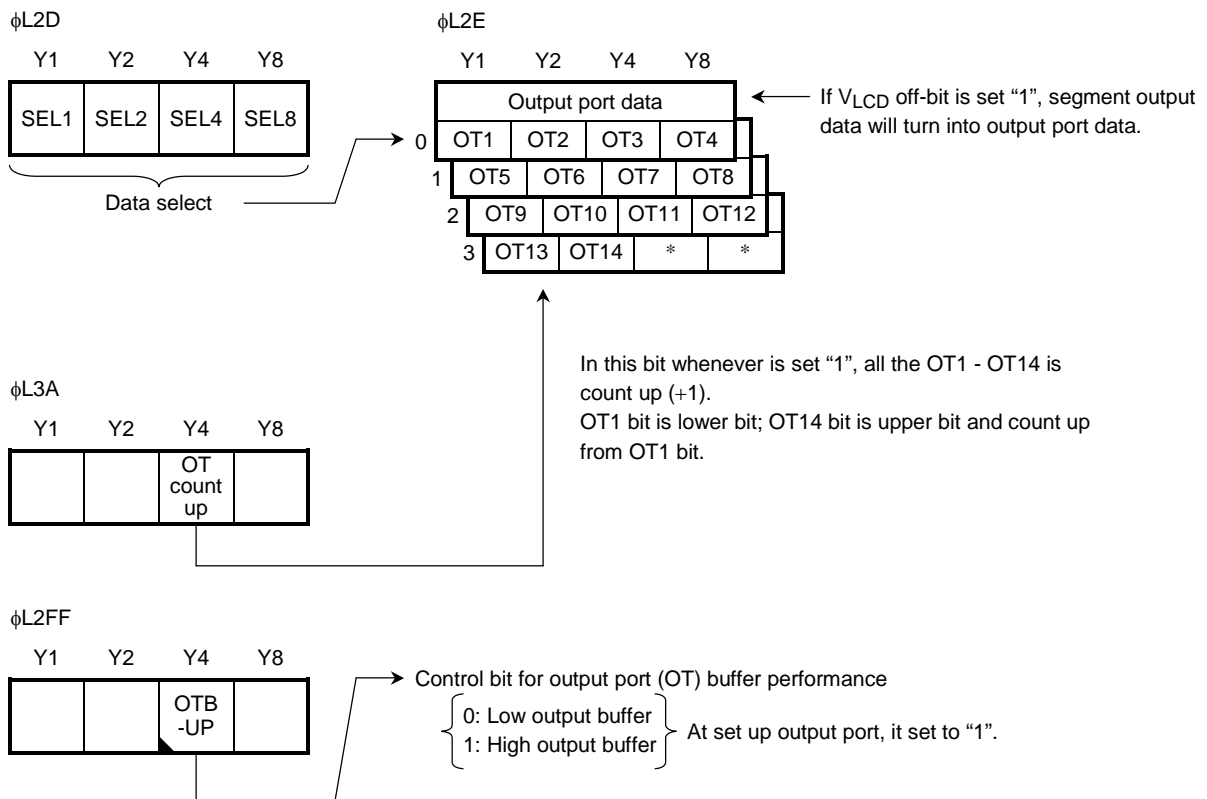 ϕL2D
Y1 Y2 Y4 Y8
SEL1 SEL2 SEL4 SEL8
Data select
ϕL2E
Y1 Y2 Y4 Y8
Output port data
0 OT1 OT2 OT3 OT4
1 OT5 OT6 OT7 OT8
2 OT9 OT10 OT11 OT12
3 OT13 OT14 * *
If VLCD off-bit is set “1”, segment output
data will turn into output port data.
In this bit whenever is set “1”, all the OT1 - OT14 is
count up (+1).
OT1 bit is lower bit; OT14 bit is upper bit and count up
from OT1 bit.
ϕL3A
Y1 Y2 Y4 Y8
OT
count
up
ϕL2FF
Y1 Y2 Y4 Y8
OTB
-UP
Control bit for output port (OT) buffer performance
0: Low output buffer
1: High output buffer
At set up output port, it set to “1”.